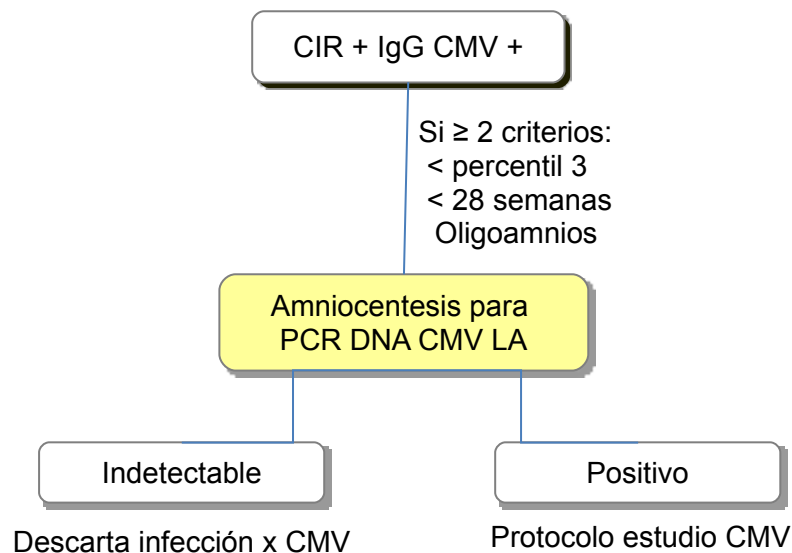 CIR + IgG CMV +
Si ≥ 2 criterios:
< percentil 3
< 28 semanas
Oligoamnios
Amniocentesis para
PCR DNA CMV LA
Indetectable
Positivo
Descarta infección x CMV
Protocolo estudio CMV